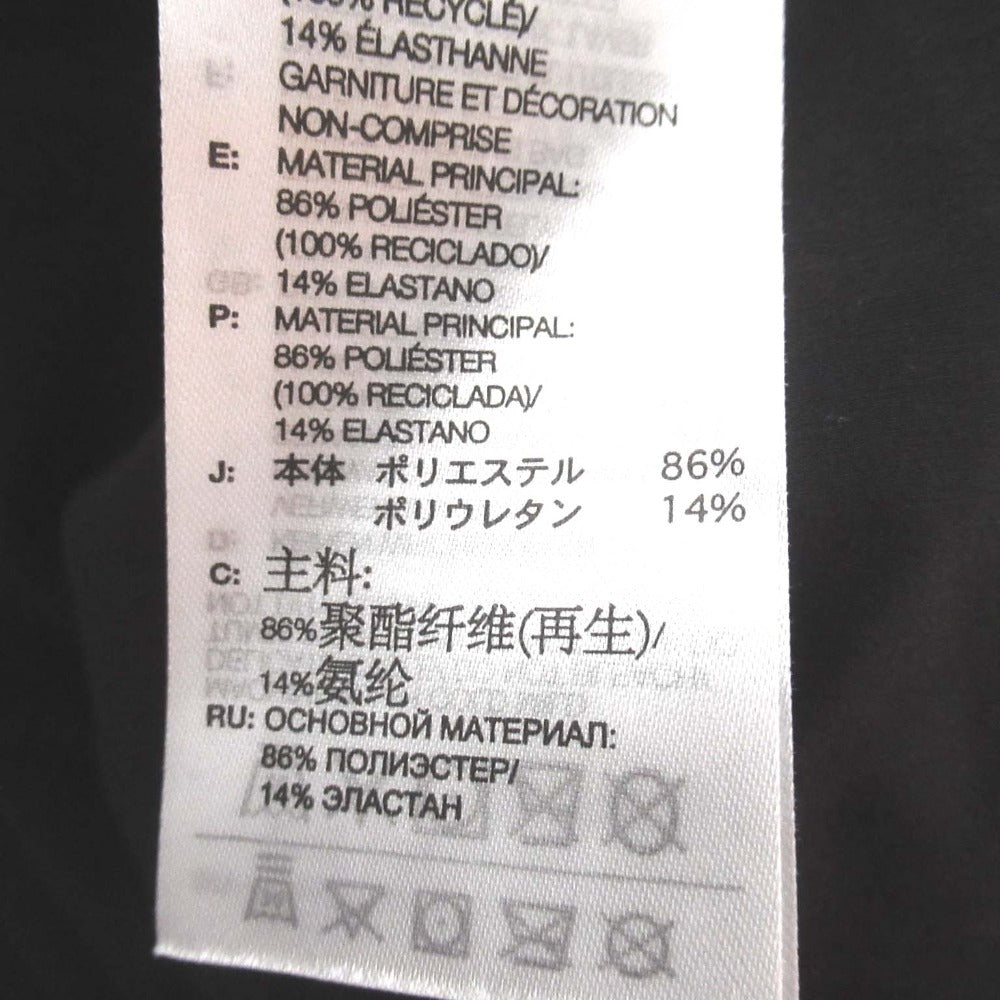 (100% RECYCLÉ)/
14% ÉLASTHANNE
GARNITURE ET DÉCORATION
NON-COMPRISE
E: MATERIAL PRINCIPAL:
86% POLIÉSTER
(100% RECICLADO)/
14% ELASTANO
P: MATERIAL PRINCIPAL:
86% POLIÉSTER
(100% RECICLADA)/
14% ELASTANO
J: 本体 ポリエステル 86%
ポリウレタン 14%
C: 主料:
86%聚酯纤维(再生)/
14%氨纶
RU: ОСНОВНОЙ МАТЕРИАЛ:
86% ПОЛИЭСТЕР/
14% ЭЛАСТАН